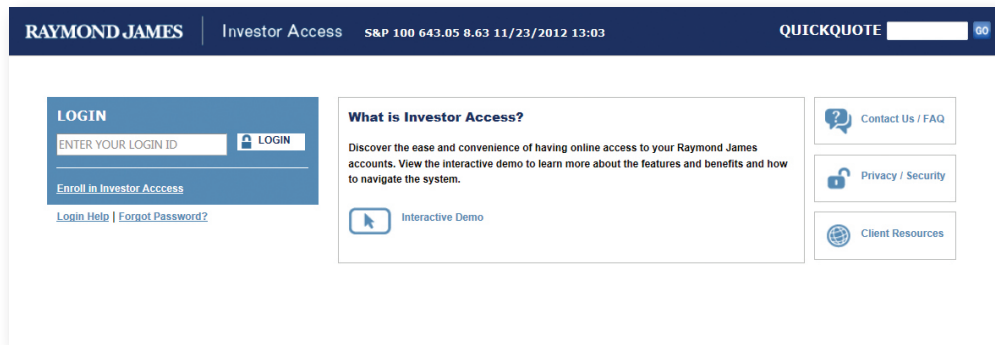 RAYMOND JAMES Investor Access S&P 100 643.05 8.63 11/23/2012 13:03 QUICKQUOTE GO
LOGIN
ENTER YOUR LOGIN ID LOGIN
Enroll in Investor Acccess
Login Help | Forgot Password?
What is Investor Access?
Discover the ease and convenience of having online access to your Raymond James
accounts. View the interactive demo to learn more about the features and benefits and how
to navigate the system.
Interactive Demo
Contact Us / FAQ
Privacy / Security
Client Resources